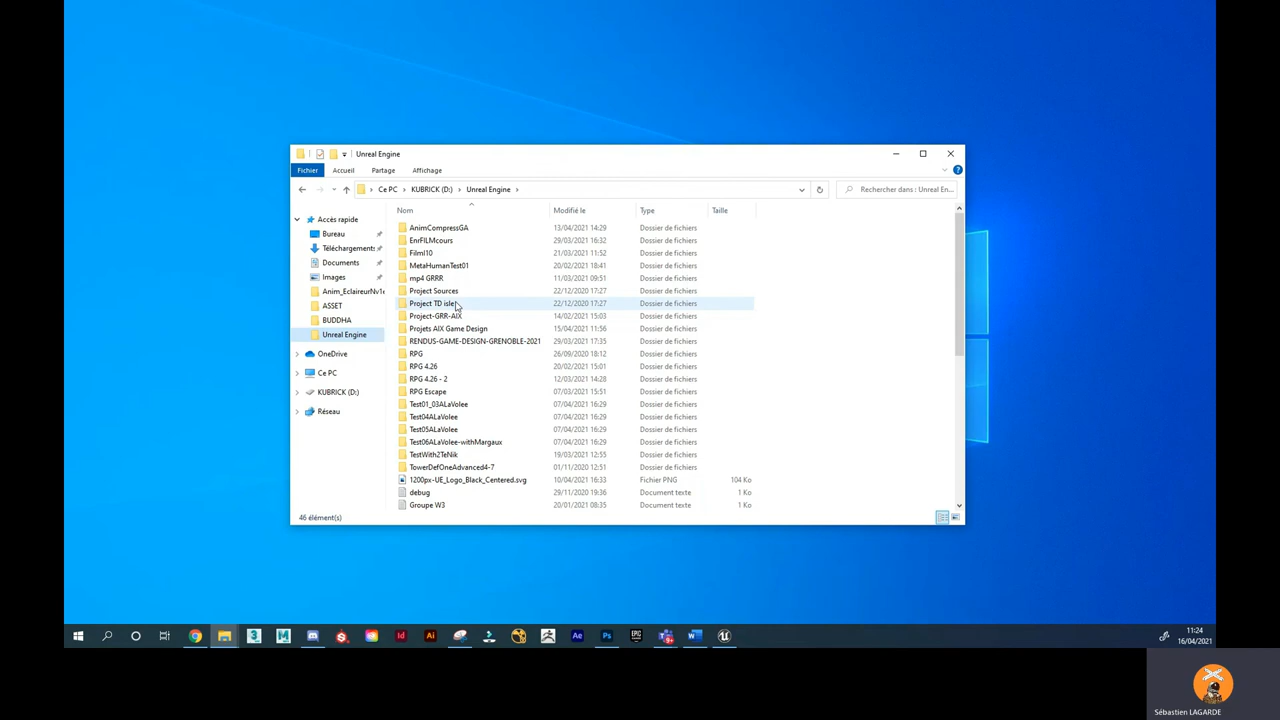 Unreal Engine
Fichier Accueil Partage Affichage
Ce PC > KUBRICK (D:) > Unreal Engine > Rechercher dans : Unreal En...
Nom Modifié le Type Taille
Accès rapide
Bureau
Téléchargements
Documents
Images
Anim_EclaireurNv1e
ASSET
BUDDHA
Unreal Engine
OneDrive
Ce PC
KUBRICK (D:)
Réseau
AnimCompressGA 13/04/2021 14:29 Dossier de fichiers
EnrFILMcours 29/03/2021 16:32 Dossier de fichiers
FilmI10 21/03/2021 11:52 Dossier de fichiers
MetaHumanTest01 20/02/2021 18:41 Dossier de fichiers
mp4 GRRR 11/03/2021 09:51 Dossier de fichiers
Project Sources 22/12/2020 17:27 Dossier de fichiers
Project TD isle 22/12/2020 17:27 Dossier de fichiers
Project-GRR-AIX 14/02/2021 15:03 Dossier de fichiers
Projets AIX Game Design 15/04/2021 11:56 Dossier de fichiers
RENDUS-GAME-DESIGN-GRENOBLE-2021 29/03/2021 17:35 Dossier de fichiers
RPG 26/09/2020 18:12 Dossier de fichiers
RPG 4.26 20/02/2021 15:01 Dossier de fichiers
RPG 4.26 - 2 12/03/2021 14:28 Dossier de fichiers
RPG Escape 07/03/2021 15:51 Dossier de fichiers
Test01_03ALaVolee 07/04/2021 16:29 Dossier de fichiers
Test04ALaVolee 07/04/2021 16:29 Dossier de fichiers
Test05ALaVolee 07/04/2021 16:29 Dossier de fichiers
Test06ALaVolee-withMargaux 07/04/2021 16:29 Dossier de fichiers
TestWith2TeNik 19/03/2021 12:55 Dossier de fichiers
TowerDefOneAdvanced4-7 01/11/2020 12:51 Dossier de fichiers
1200px-UE_Logo_Black_Centered.svg 10/04/2021 16:33 Fichier PNG 104 Ko
debug 29/11/2020 19:36 Document texte 1 Ko
Groupe W3 20/01/2021 08:35 Document texte 1 Ko
46 élément(s)
3 M Id Ai Ae Ps EPIC 9+ W
11:24
16/04/2021
Sébastien LAGARDE